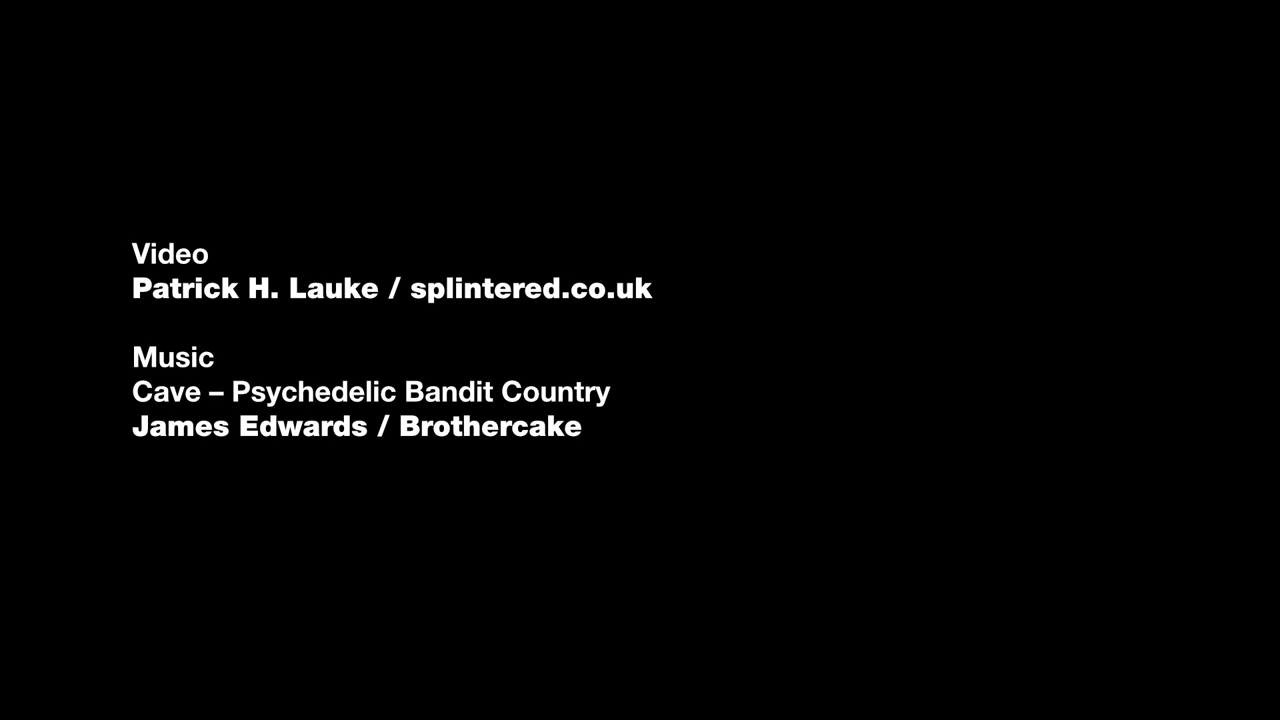 Video
Patrick H. Lauke / splintered.co.uk
Music
Cave – Psychedelic Bandit Country
James Edwards / Brothercake